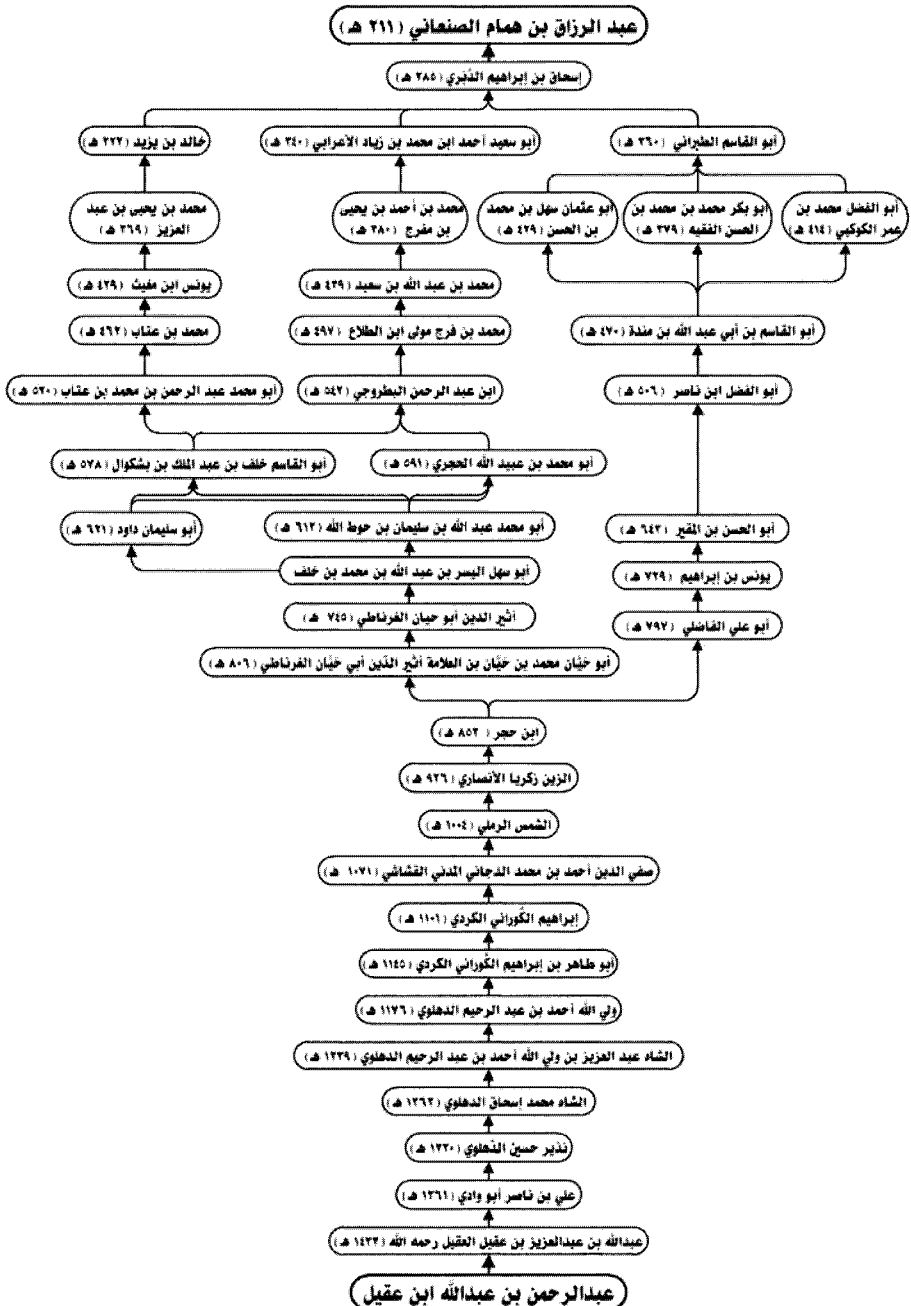 عبد الرزاق بن همام الصنعاني ( ٢١١ هـ )
إسحاق بن إبراهيم الدَّبَري ( ٢٨٥ هـ )
أبو القاسم الطبراني ( ٣٦٠ هـ )
أبو سعيد أحمد ابن محمد بن زياد الأعرابي ( ٣٤٠ هـ )
خالد بن يزيد ( ٣٢٢ هـ )
أبو الفضل محمد بن
عمر الكوكبي ( ٤١٤ هـ )
أبو بكر محمد بن محمد بن
الحسن الفقيه ( ٣٧٩ هـ )
أبو عثمان سهل بن محمد
بن الحسن ( ٤٢٩ هـ )
محمد بن أحمد بن يحيى
بن مفرج ( ٣٨٠ هـ )
محمد بن يحيى بن عبد
العزيز ( ٣٦٩ هـ )
محمد بن عبد الله بن سعيد ( ٤٣٩ هـ )
يونس ابن مغيث ( ٤٢٩ هـ )
أبو القاسم بن أبي عبد الله بن مندة ( ٤٧٠ هـ )
محمد بن فرج مولى ابن الطلاع ( ٤٩٧ هـ )
محمد بن عتاب ( ٤٦٢ هـ )
أبو الفضل ابن ناصر ( ٥٠٦ هـ )
ابن عبد الرحمن البطروجي ( ٥٤٢ هـ )
أبو محمد عبد الرحمن بن محمد بن عتاب ( ٥٢٠ هـ )
أبو محمد بن عبيد الله الحجري ( ٥٩١ هـ )
أبو القاسم خلف بن عبد الملك بن بشكوال ( ٥٧٨ هـ )
أبو الحسن بن المقير ( ٦٤٣ هـ )
أبو محمد عبد الله بن سليمان بن حوط الله ( ٦١٢ هـ )
أبو سليمان داود ( ٦٢١ هـ )
أبو سهل اليسر بن عبد الله بن محمد بن خلف
يونس بن إبراهيم ( ٧٢٩ هـ )
أثير الدين أبو حيان الغرناطي ( ٧٤٥ هـ )
أبو علي الفاضلي ( ٧٩٧ هـ )
أبو حَيَّان محمد بن حَيَّان بن العلامة أثير الدّين أبي حَيَّان الغرناطي ( ٨٠٦ هـ )
ابن حجر ( ٨٥٢ هـ )
الزين زكريا الأنصاري ( ٩٢٦ هـ )
الشمس الرملي ( ١٠٠٤ هـ )
صفي الدين أحمد بن محمد الدجاني المدني القشاشي ( ١٠٧١ هـ )
إبراهيم الكُوراني الكردي ( ١١٠١ هـ )
أبو طاهر بن إبراهيم الكُوراني الكردي ( ١١٤٥ هـ )
ولي الله أحمد بن عبد الرحيم الدهلوي ( ١١٧٦ هـ )
الشاه عبد العزيز بن ولي الله أحمد بن عبد الرحيم الدهلوي ( ١٢٣٩ هـ )
الشاه محمد إسحاق الدهلوي ( ١٢٦٢ هـ )
نذير حسين الدهلوي ( ١٣٢٠ هـ )
علي بن ناصر أبو وادي ( ١٣٦١ هـ )
عبدالله بن عبدالعزيز بن عقيل العقيل رحمه الله ( ١٤٣٢ هـ )
عبدالرحمن بن عبدالله ابن عقيل